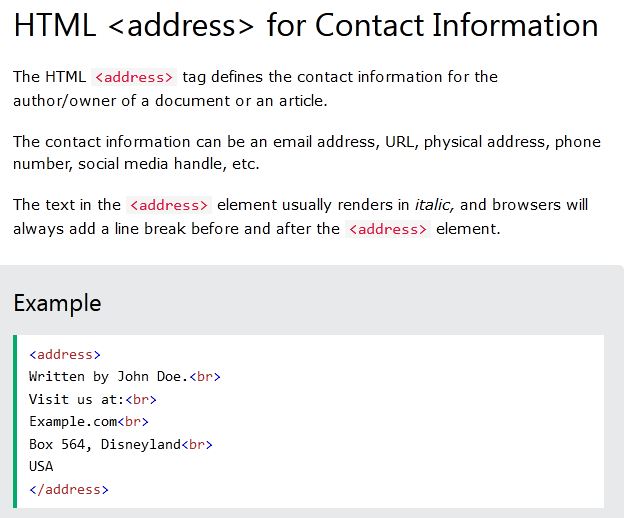 HTML <address> for Contact Information
The HTML <address> tag defines the contact information for the
author/owner of a document or an article.
The contact information can be an email address, URL, physical address, phone
number, social media handle, etc.
The text in the <address> element usually renders in italic, and browsers will
always add a line break before and after the <address> element.
Example
<address>
Written by John Doe.<br>
Visit us at:<br>
Example.com<br>
Box 564, Disneyland<br>
USA
</address>